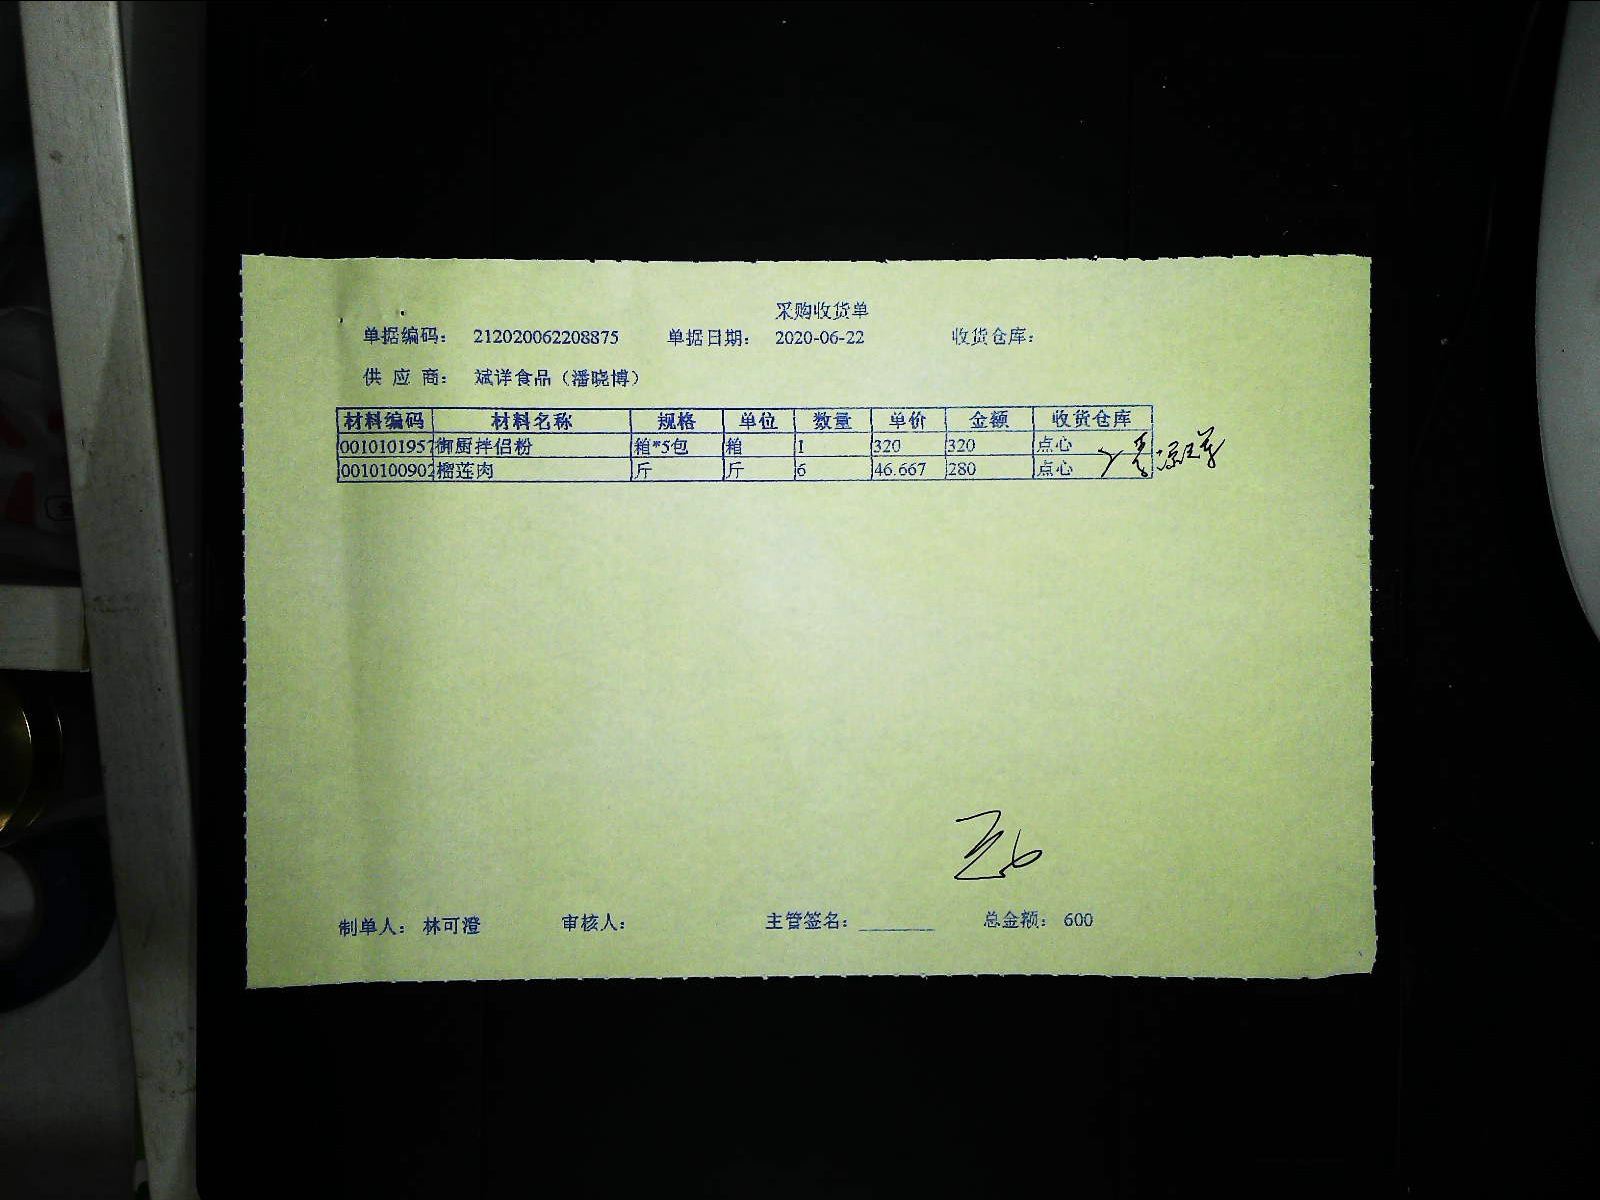 采购收货单
单据编码： 212020062208875 单据日期： 2020-06-22 收货仓库：
供 应 商： 斌洋食品（潘晓博）
材料编码 材料名称 规格 单位 数量 单价 金额 收货仓库
0010101957 御厨拌侣粉 箱*5包 箱 1 320 320 点心
0010100902 榴莲肉 斤 斤 6 46.667 280 点心
制单人： 林可澄 审核人： 主管签名： 总金额： 600